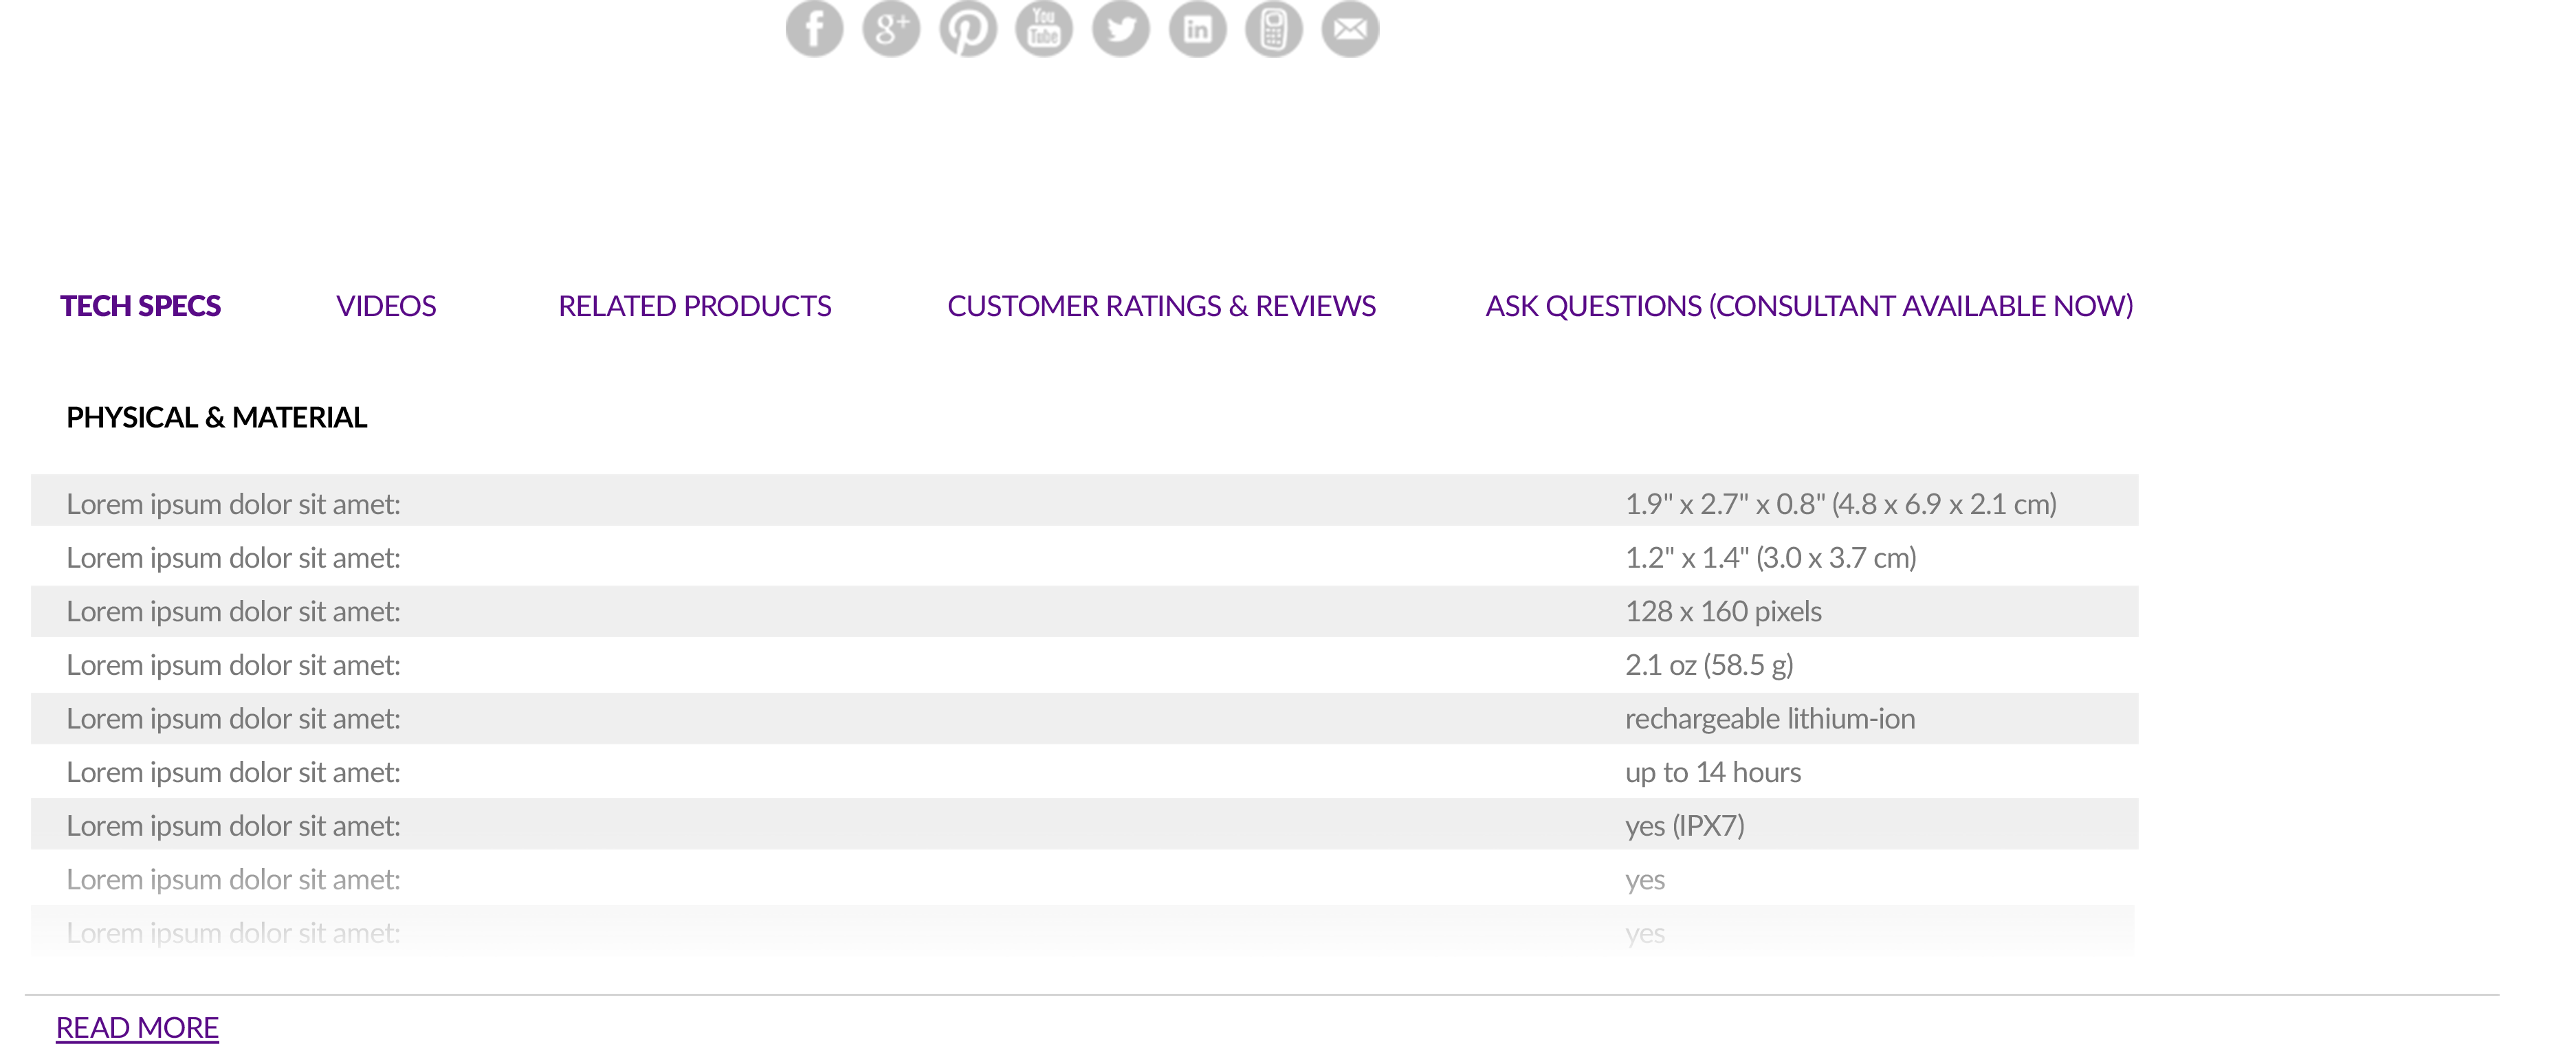 f g+ You Tube in
TECH SPECS VIDEOS RELATED PRODUCTS CUSTOMER RATINGS & REVIEWS ASK QUESTIONS (CONSULTANT AVAILABLE NOW)
PHYSICAL & MATERIAL
Lorem ipsum dolor sit amet: 1.9" x 2.7" x 0.8" (4.8 x 6.9 x 2.1 cm)
Lorem ipsum dolor sit amet: 1.2" x 1.4" (3.0 x 3.7 cm)
Lorem ipsum dolor sit amet: 128 x 160 pixels
Lorem ipsum dolor sit amet: 2.1 oz (58.5 g)
Lorem ipsum dolor sit amet: rechargeable lithium-ion
Lorem ipsum dolor sit amet: up to 14 hours
Lorem ipsum dolor sit amet: yes (IPX7)
Lorem ipsum dolor sit amet: yes
Lorem ipsum dolor sit amet: yes
READ MORE